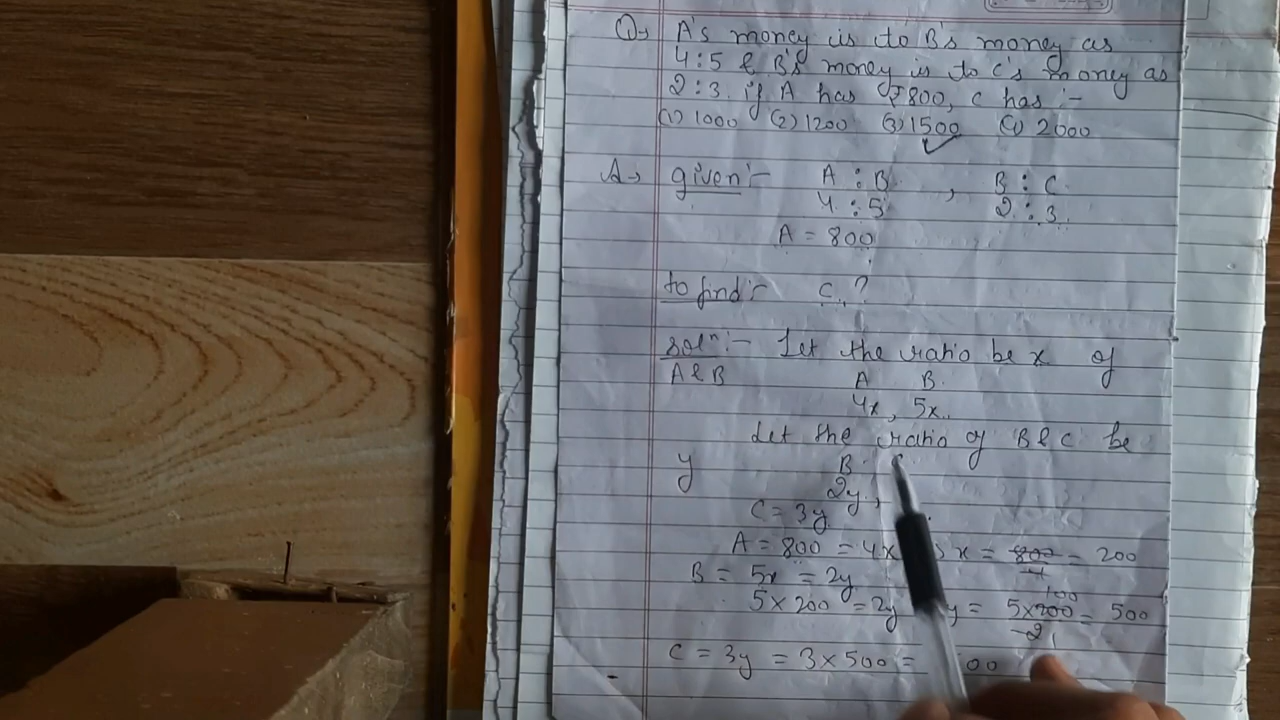 Q→ A's money is to B's money as
4:5 & B's money is to C's money as
2:3. if A has ₹800, C has :-
(1) 1000 (2) 1200 (3) 1500 (4) 2000
A→ given:- A : B , B : C
4 : 5 2 : 3
A = 800
to find:- C ?
solⁿ:- Let the ratio be x of
A & B A B
4x, 5x
Let the ratio of B & C be
y B C
2y,
C = 3y
A = 800 = 4x x = 800/4 = 200
B = 5x = 2y
5 × 200 = 2y y = 5×200/2 = 500
100
1
C = 3y = 3 × 500 =